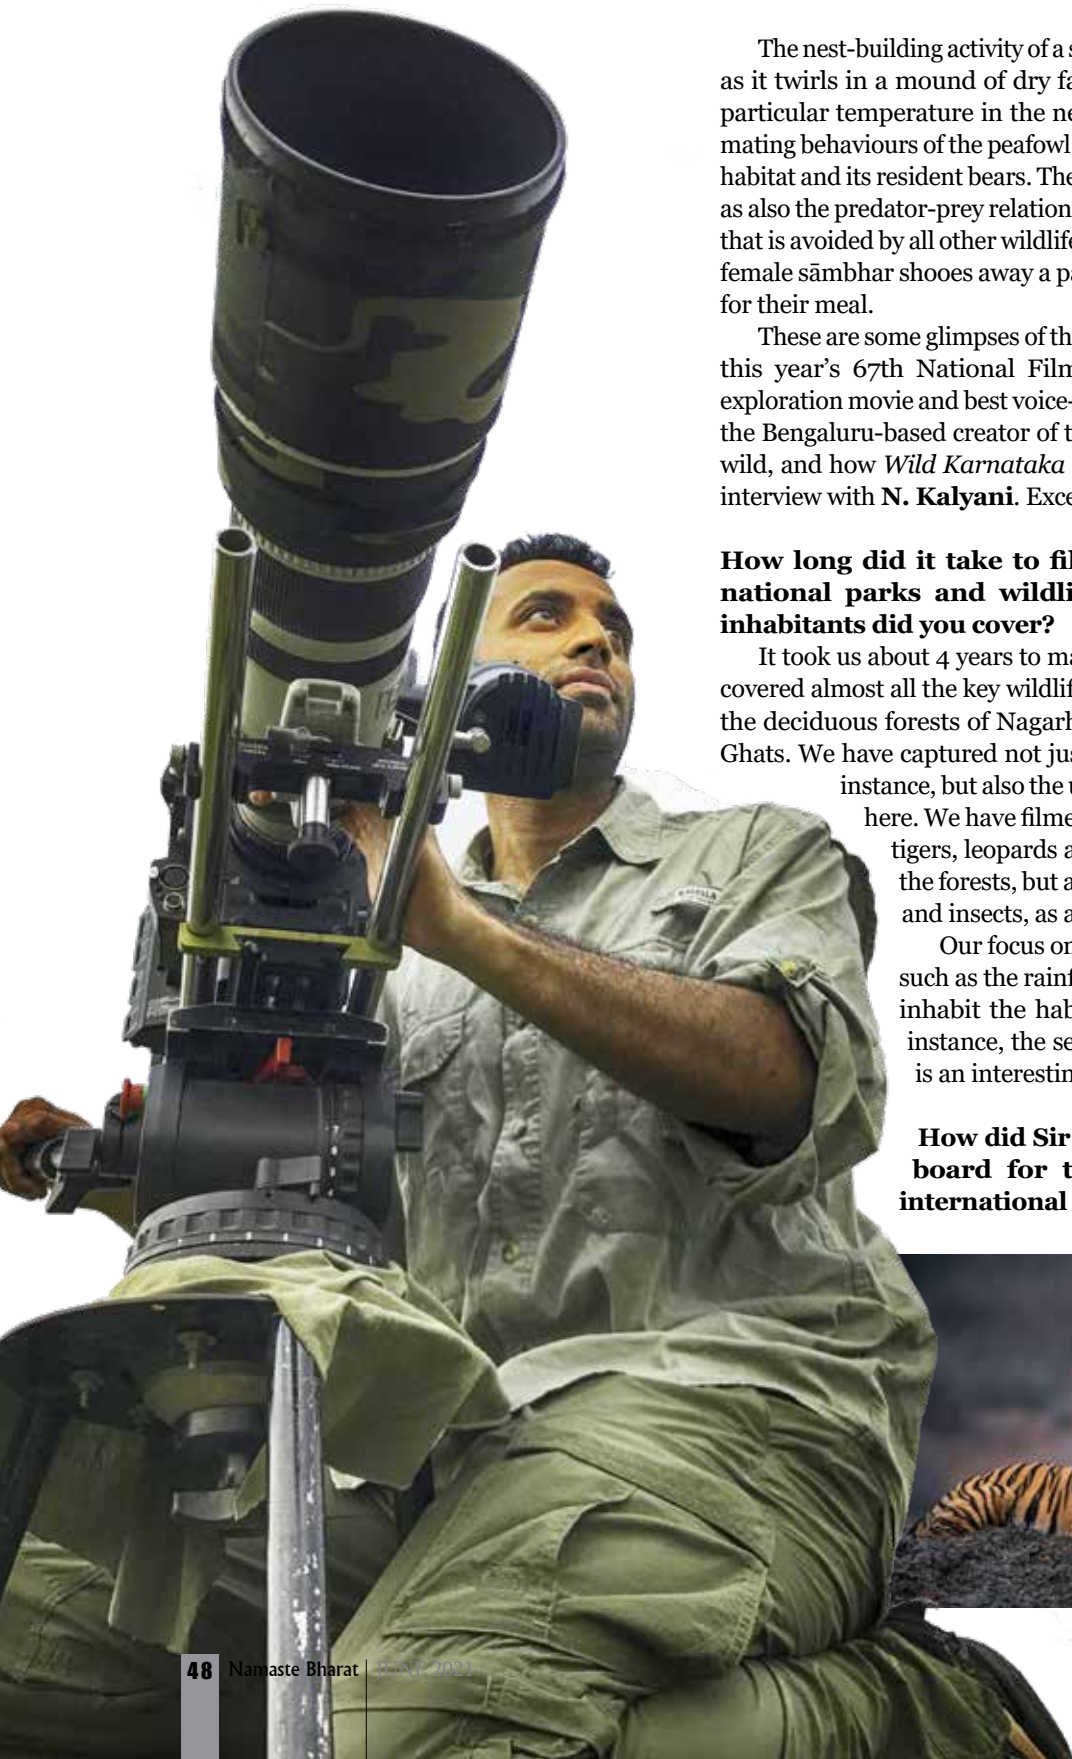 The nest-building activity of a s
as it twirls in a mound of dry fa
particular temperature in the ne
mating behaviours of the peafowl
habitat and its resident bears. The
as also the predator-prey relation
that is avoided by all other wildlife
female sāmbhar shooes away a pa
for their meal.
These are some glimpses of th
this year’s 67th National Film
exploration movie and best voice-
the Bengaluru-based creator of t
wild, and how Wild Karnataka
interview with N. Kalyani. Exce
How long did it take to fil
national parks and wildli
inhabitants did you cover?
It took us about 4 years to ma
covered almost all the key wildlif
the deciduous forests of Nagarh
Ghats. We have captured not jus
instance, but also the u
here. We have filme
tigers, leopards a
the forests, but a
and insects, as a
Our focus on
such as the rainf
inhabit the hab
instance, the se
is an interestin
How did Sir
board for t
international
48 Namaste Bharat | JUNE 2021